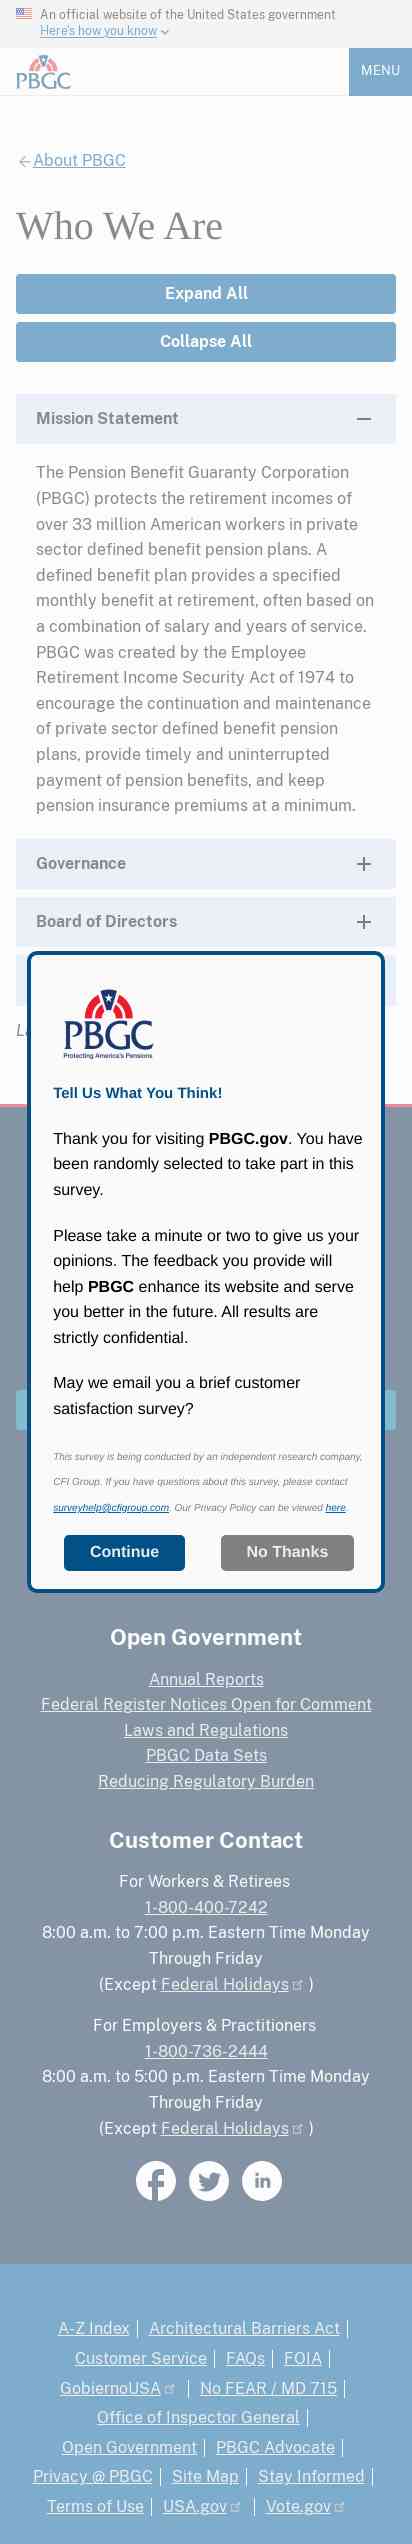 An official website of the United States government
Here's how you know
PBGC
MENU
About PBGC
Who We Are
Expand All
Collapse All
Mission Statement
The Pension Benefit Guaranty Corporation
(PBGC) protects the retirement incomes of
over 33 million American workers in private
sector defined benefit pension plans. A
defined benefit plan provides a specified
monthly benefit at retirement, often based on
a combination of salary and years of service.
PBGC was created by the Employee
Retirement Income Security Act of 1974 to
encourage the continuation and maintenance
of private sector defined benefit pension
plans, provide timely and uninterrupted
payment of pension benefits, and keep
pension insurance premiums at a minimum.
Governance
Board of Directors
PBGC
Protecting America's Pensions
Tell Us What You Think!
Thank you for visiting PBGC.gov. You have
been randomly selected to take part in this
survey.
Please take a minute or two to give us your
opinions. The feedback you provide will
help PBGC enhance its website and serve
you better in the future. All results are
strictly confidential.
May we email you a brief customer
satisfaction survey?
This survey is being conducted by an independent research company,
CFI Group. If you have questions about this survey, please contact
surveyhelp@cfigroup.com. Our Privacy Policy can be viewed here.
Continue
No Thanks
Open Government
Annual Reports
Federal Register Notices Open for Comment
Laws and Regulations
PBGC Data Sets
Reducing Regulatory Burden
Customer Contact
For Workers & Retirees
1-800-400-7242
8:00 a.m. to 7:00 p.m. Eastern Time Monday
Through Friday
(Except Federal Holidays )
For Employers & Practitioners
1-800-736-2444
8:00 a.m. to 5:00 p.m. Eastern Time Monday
Through Friday
(Except Federal Holidays )
in
A-Z Index | Architectural Barriers Act |
Customer Service | FAQs | FOIA |
GobiernoUSA | No FEAR / MD 715 |
Office of Inspector General |
Open Government | PBGC Advocate |
Privacy @ PBGC | Site Map | Stay Informed |
Terms of Use | USA.gov | Vote.gov